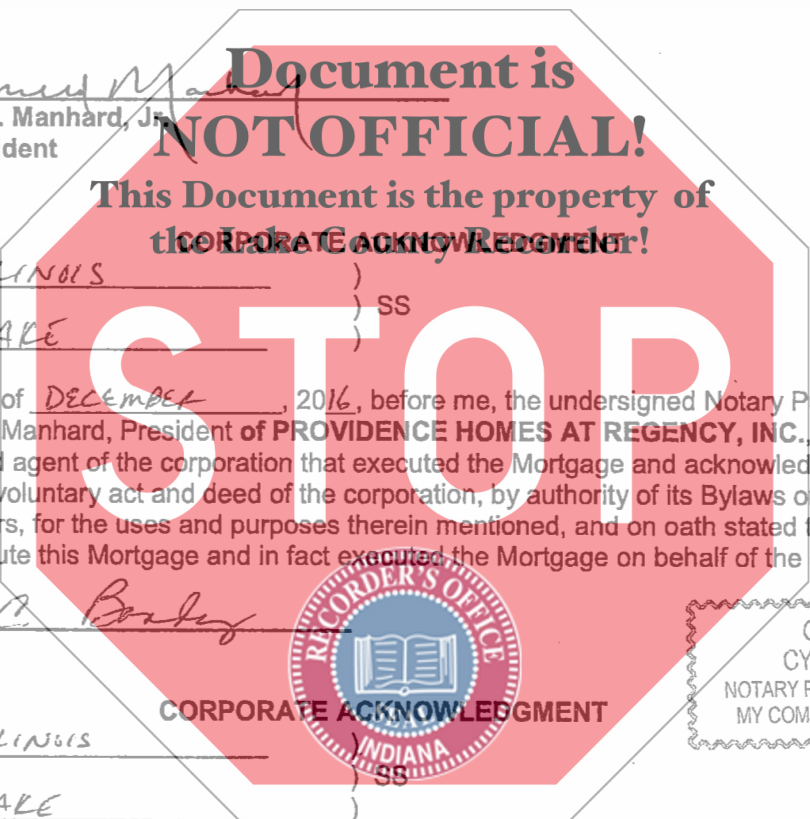 Document is
NOT OFFICIAL!
This Document is the property of
the Lake County Recorder!
. Manhard, Jr.
dent
CORPORATE ACKNOWLEDGMENT
LINOIS )
) SS
AKE )
STOP
of DECEMBER , 2016, before me, the undersigned Notary P
Manhard, President of PROVIDENCE HOMES AT REGENCY, INC.,
d agent of the corporation that executed the Mortgage and acknowled
voluntary act and deed of the corporation, by authority of its Bylaws o
rs, for the uses and purposes therein mentioned, and on oath stated t
ute this Mortgage and in fact executed the Mortgage on behalf of the
RECORDER'S OFFICE
INDIANA
O
CY
NOTARY P
MY COM
CORPORATE ACKNOWLEDGMENT
LINOIS )
) SS
AKE )